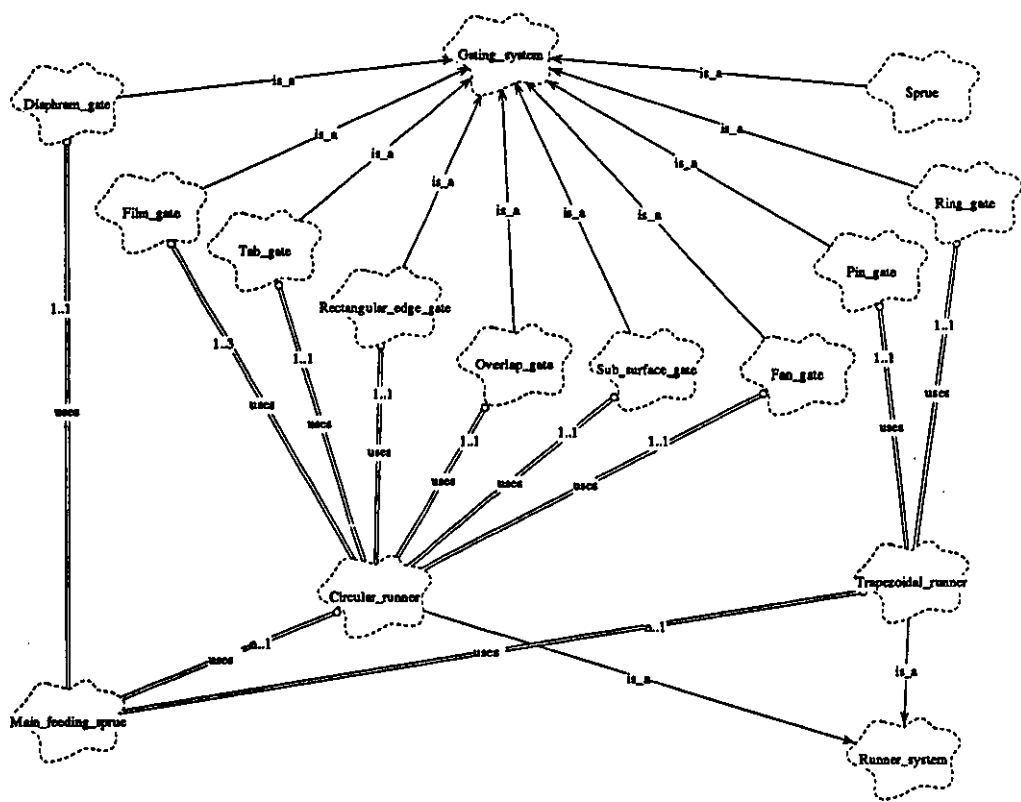 Gating_system
is_a
is_a
Diaphram_gate
Sprue
is_a
is_a
is_a
is_a
is_a
is_a
is_a
is_a
Film_gate
Ring_gate
Tab_gate
Pin_gate
1..1
Rectangular_edge_gate
1..3
1..1
1..1
1..1
Overlap_gate
Sub_surface_gate
Fan_gate
1..1
uses
uses
uses
uses
uses
1..1
1..1
1..1
uses
uses
uses
uses
uses
Circular_runner
Trapezoidal_runner
n..1
n..1
uses
uses
is_a
is_a
Main_feeding_sprue
Runner_system